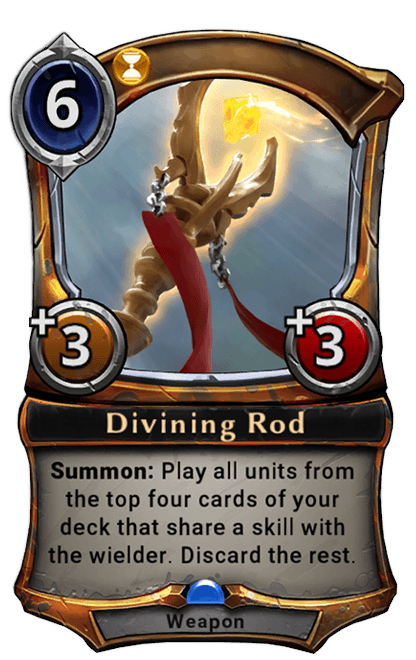 6
+3
+3
Divining Rod
Summon: Play all units from
the top four cards of your
deck that share a skill with
the wielder. Discard the rest.
Weapon